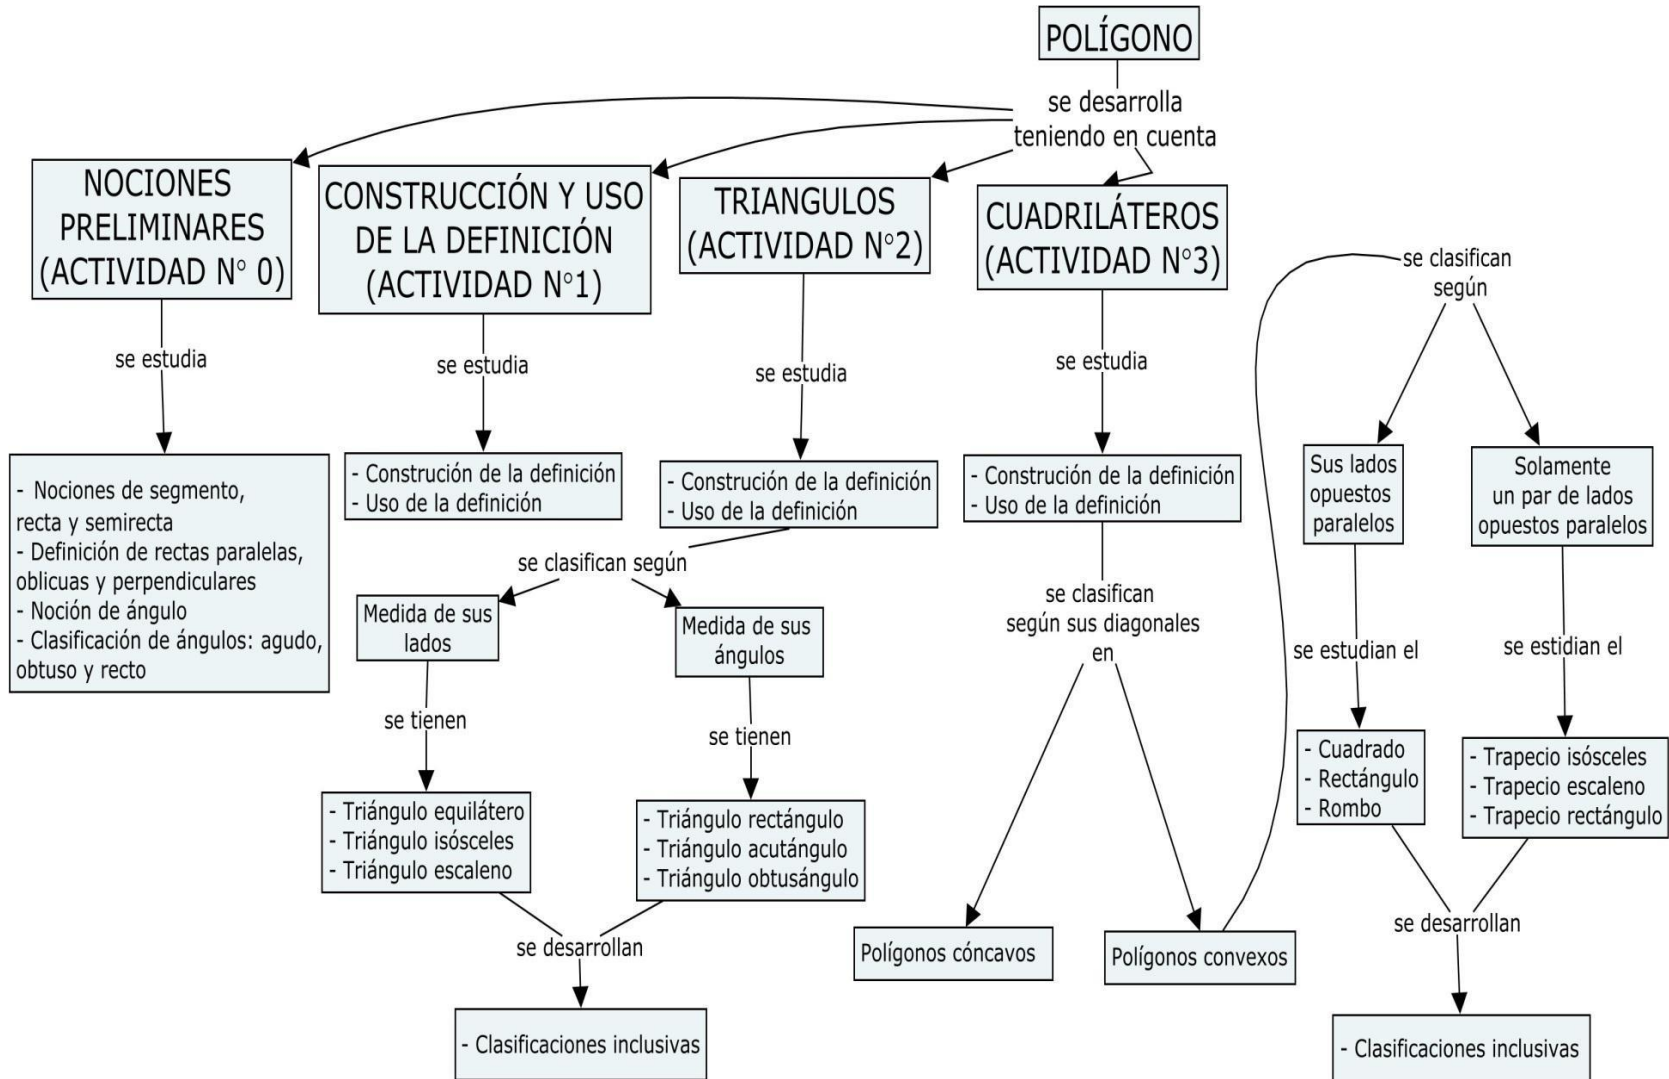 POLÍGONO
se desarrolla
teniendo en cuenta
NOCIONES
PRELIMINARES
(ACTIVIDAD N° 0)
se estudia
- Nociones de segmento,
recta y semirecta
- Definición de rectas paralelas,
oblicuas y perpendiculares
- Noción de ángulo
- Clasificación de ángulos: agudo,
obtuso y recto
CONSTRUCCIÓN Y USO
DE LA DEFINICIÓN
(ACTIVIDAD N°1)
se estudia
- Construción de la definición
- Uso de la definición
TRIANGULOS
(ACTIVIDAD N°2)
se estudia
- Construción de la definición
- Uso de la definición
se clasifican según
Medida de sus
lados
se tienen
- Triángulo equilátero
- Triángulo isósceles
- Triángulo escaleno
Medida de sus
ángulos
se tienen
- Triángulo rectángulo
- Triángulo acutángulo
- Triángulo obtusángulo
se desarrollan
- Clasificaciones inclusivas
CUADRILÁTEROS
(ACTIVIDAD N°3)
se estudia
- Construción de la definición
- Uso de la definición
se clasifican
según sus diagonales
en
Polígonos cóncavos
Polígonos convexos
se clasifican
según
Sus lados
opuestos
paralelos
se estudian el
- Cuadrado
- Rectángulo
- Rombo
Solamente
un par de lados
opuestos paralelos
se estidian el
- Trapecio isósceles
- Trapecio escaleno
- Trapecio rectángulo
se desarrollan
- Clasificaciones inclusivas